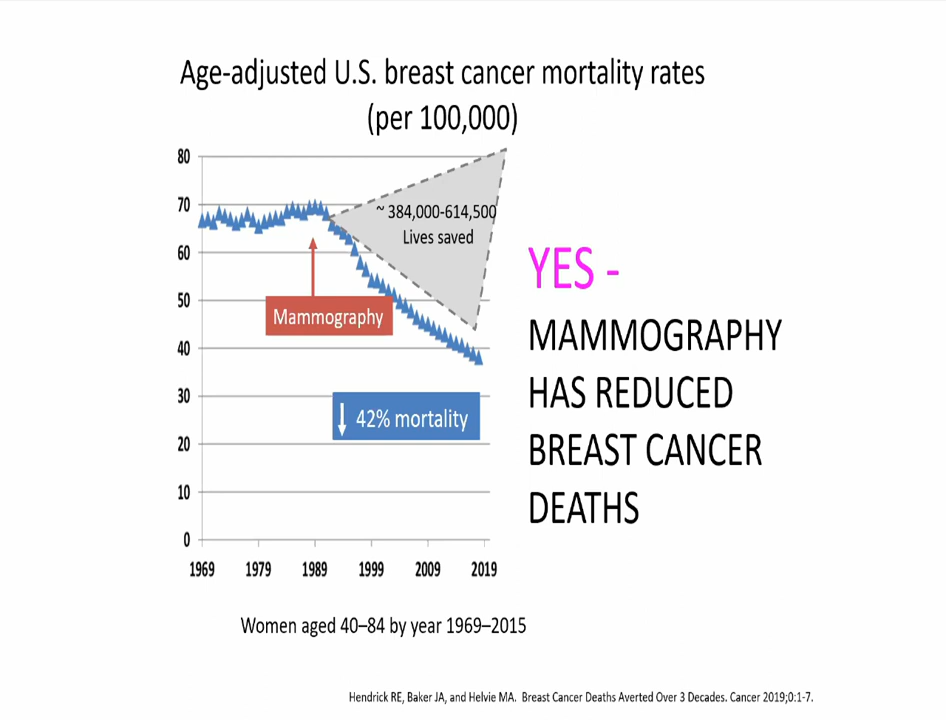 Age-adjusted U.S. breast cancer mortality rates
(per 100,000)
80
70
60
50
40
30
20
10
0
1969 1979 1989 1999 2009 2019
~ 384,000-614,500
Lives saved
Mammography
↓ 42% mortality
YES -
MAMMOGRAPHY
HAS REDUCED
BREAST CANCER
DEATHS
Women aged 40–84 by year 1969–2015
Hendrick RE, Baker JA, and Helvie MA. Breast Cancer Deaths Averted Over 3 Decades. Cancer 2019;0:1-7.